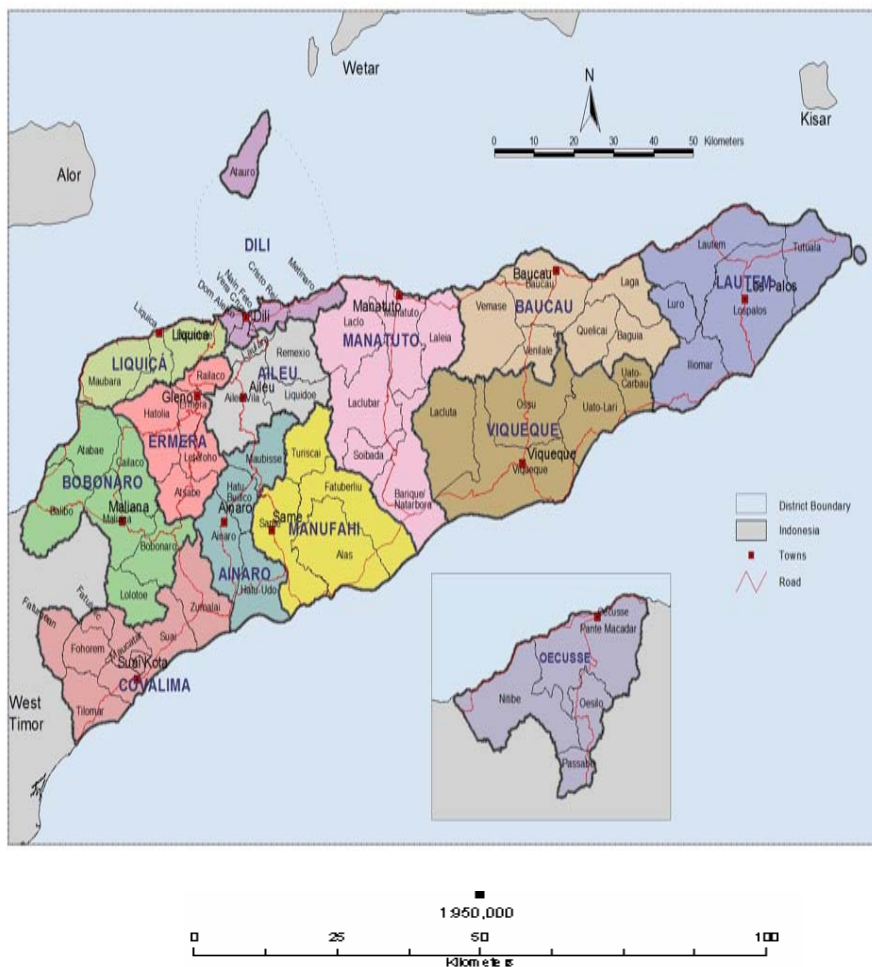 Wetar
N
Kisar
0 10 20 30 40 50 Kilometers
Alor
Atauro
DILI
Metinaro
Cristo Rei
Nain Feto
Vera Cruz
Dom Aleixo
Dili
Lautem
Tutuala
LAUTEM
Los Palos
Lospalos
Luro
Iliomar
Baucau
Baucau
Laga
Vemase
BAUCAU
Quelicai
Baguia
Venilale
Manatuto
Manatuto
Laclo
MANATUTO
Laleia
Laclubar
Soibada
Barique/
Natarbora
Liquica
Liquica
LIQUIÇÁ
Maubara
Remexio
AILEU
Aileu
Aileu Vila
Liquidoe
Railaco
Gleno
Ermera
Hatolia
ERMERA
Letefoho
Atsabe
Uato-
Carbau
Ossu
Lacluta
Uato-Lari
VIQUEQUE
Viqueque
Viqueque
Atabae
Cailaco
BOBONARO
Maliana
Maliana
Balibo
Bobonaro
Lolotoe
Maubisse
Hatu
Builico
Ainaro
Ainaro
AINARO
Hatu-Udo
Turiscai
Fatuberliu
Same
Same
MANUFAHI
Alas
Zumalai
Suai
Fatululic
Fohorem
Maucatar
Suai Kota
COVALIMA
Tilomar
West
Timor
District Boundary
Indonesia
Towns
Road
Oecusse
Pante Macadar
OECUSSE
Nitibe
Oesilo
Passabe
1:950,000
0 25 50 100
Kilometers